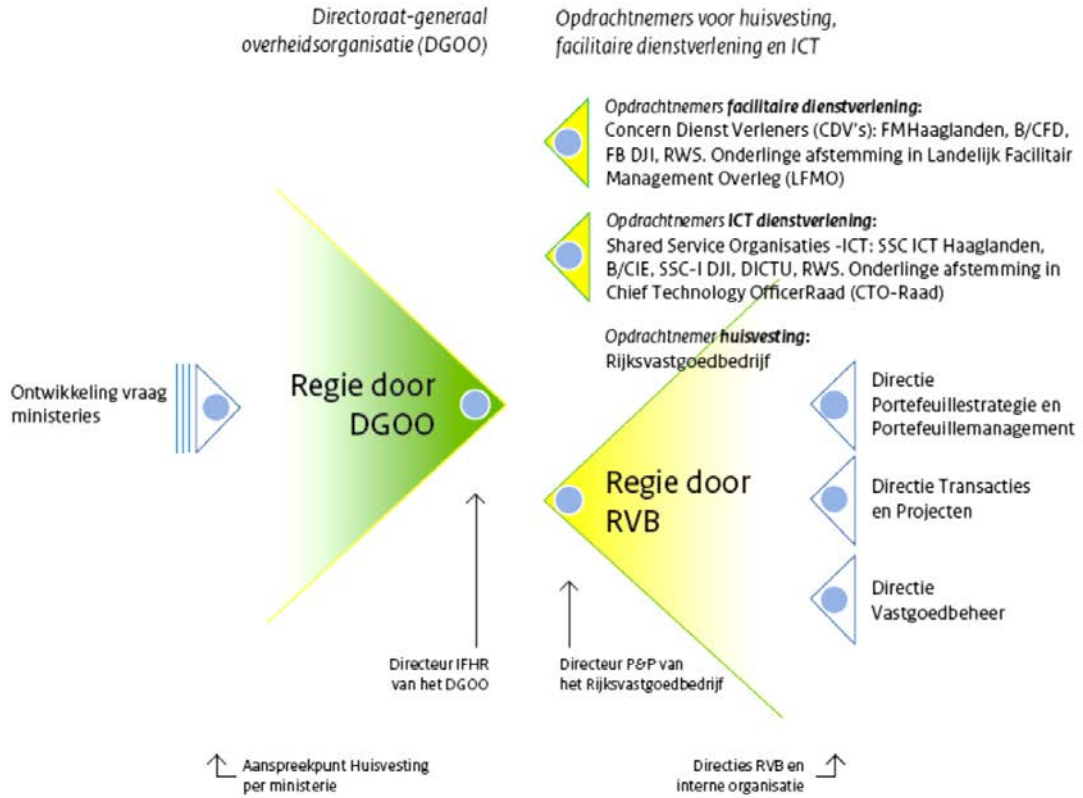 Directoraat-generaal
overheidsorganisatie (DGOO)
Opdrachtnemers voor huisvesting,
facilitaire dienstverlening en ICT
Opdrachtnemers facilitaire dienstverlening:
Concern Dienst Verleners (CDV's): FMHaaglanden, B/CFD,
FB DJI, RWS. Onderlinge afstemming in Landelijk Facilitair
Management Overleg (LFMO)
Opdrachtnemers ICT dienstverlening:
Shared Service Organisaties -ICT: SSC ICT Haaglanden,
B/CIE, SSC-I DJI, DICTU, RWS. Onderlinge afstemming in
Chief Technology OfficerRaad (CTO-Raad)
Opdrachtnemer huisvesting:
Rijksvastgoedbedrijf
Ontwikkeling vraag
ministeries
Regie door
DGOO
Regie door
RVB
Directie
Portefeuillestrategie en
Portefeuillemanagement
Directie Transacties
en Projecten
Directie
Vastgoedbeheer
Directeur IFHR
van het DGOO
Directeur P&P van
het Rijksvastgoedbedrijf
Aanspreekpunt Huisvesting
per ministerie
Directies RVB en
interne organisatie